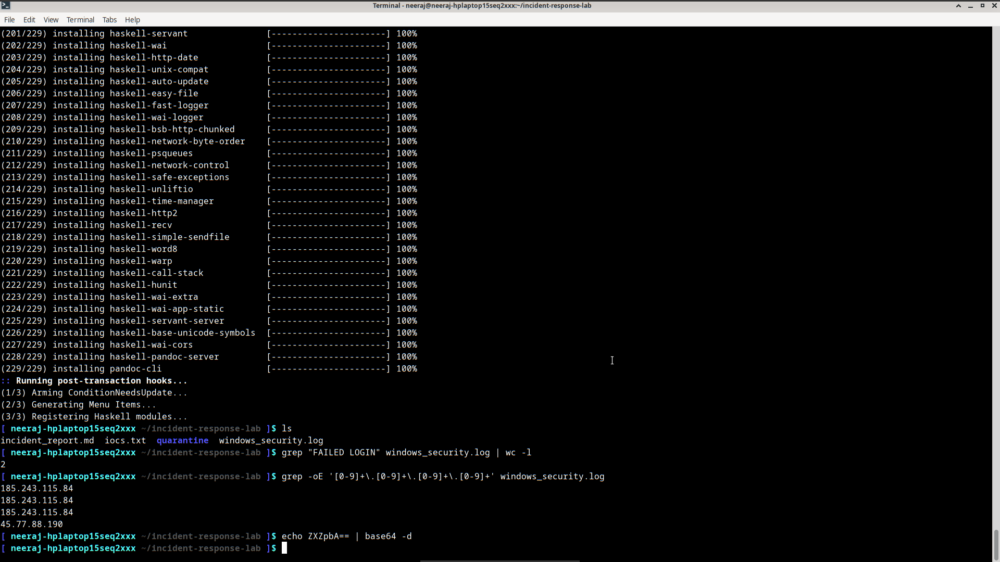 Terminal - neeraj@neeraj-hplaptop15seq2xxx:~/incident-response-lab
File Edit View Terminal Tabs Help
(201/229) installing haskell-servant [----------------------] 100%
(202/229) installing haskell-wai [----------------------] 100%
(203/229) installing haskell-http-date [----------------------] 100%
(204/229) installing haskell-unix-compat [----------------------] 100%
(205/229) installing haskell-auto-update [----------------------] 100%
(206/229) installing haskell-easy-file [----------------------] 100%
(207/229) installing haskell-fast-logger [----------------------] 100%
(208/229) installing haskell-wai-logger [----------------------] 100%
(209/229) installing haskell-bsb-http-chunked [----------------------] 100%
(210/229) installing haskell-network-byte-order [----------------------] 100%
(211/229) installing haskell-psqueues [----------------------] 100%
(212/229) installing haskell-network-control [----------------------] 100%
(213/229) installing haskell-safe-exceptions [----------------------] 100%
(214/229) installing haskell-unliftio [----------------------] 100%
(215/229) installing haskell-time-manager [----------------------] 100%
(216/229) installing haskell-http2 [----------------------] 100%
(217/229) installing haskell-recv [----------------------] 100%
(218/229) installing haskell-simple-sendfile [----------------------] 100%
(219/229) installing haskell-word8 [----------------------] 100%
(220/229) installing haskell-warp [----------------------] 100%
(221/229) installing haskell-call-stack [----------------------] 100%
(222/229) installing haskell-hunit [----------------------] 100%
(223/229) installing haskell-wai-extra [----------------------] 100%
(224/229) installing haskell-wai-app-static [----------------------] 100%
(225/229) installing haskell-servant-server [----------------------] 100%
(226/229) installing haskell-base-unicode-symbols [----------------------] 100%
(227/229) installing haskell-wai-cors [----------------------] 100%
(228/229) installing haskell-pandoc-server [----------------------] 100%
(229/229) installing pandoc-cli [----------------------] 100%
:: Running post-transaction hooks...
(1/3) Arming ConditionNeedsUpdate...
(2/3) Generating Menu Items...
(3/3) Registering Haskell modules...
[ neeraj-hplaptop15seq2xxx ~/incident-response-lab ]$ ls
incident_report.md iocs.txt quarantine windows_security.log
[ neeraj-hplaptop15seq2xxx ~/incident-response-lab ]$ grep "FAILED LOGIN" windows_security.log | wc -l
2
[ neeraj-hplaptop15seq2xxx ~/incident-response-lab ]$ grep -oE '[0-9]+\.[0-9]+\.[0-9]+\.[0-9]+' windows_security.log
185.243.115.84
185.243.115.84
185.243.115.84
45.77.88.190
[ neeraj-hplaptop15seq2xxx ~/incident-response-lab ]$ echo ZXZpbA== | base64 -d
[ neeraj-hplaptop15seq2xxx ~/incident-response-lab ]$